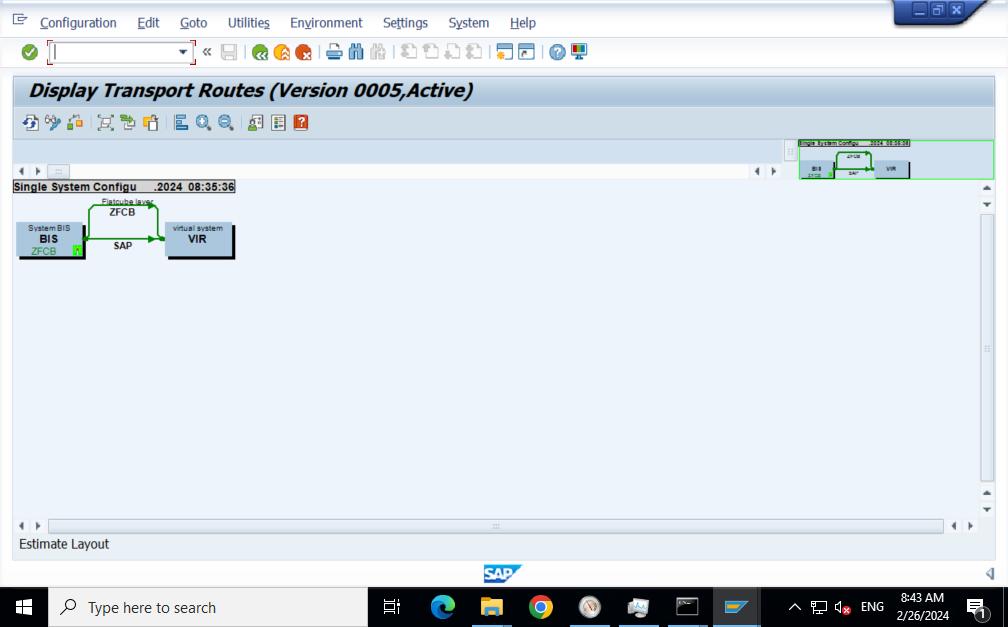 Configuration Edit Goto Utilities Environment Settings System Help
Display Transport Routes (Version 0005,Active)
Single System Configu .2024 08:35:36
ZFCB
BIS
ZFCB
SAP
VIR
Single System Configu .2024 08:35:36
Flatcube layer
ZFCB
System BIS
BIS
ZFCB
SAP
virtual system
VIR
Estimate Layout
SAP
Type here to search
ENG
8:43 AM
2/26/2024
1